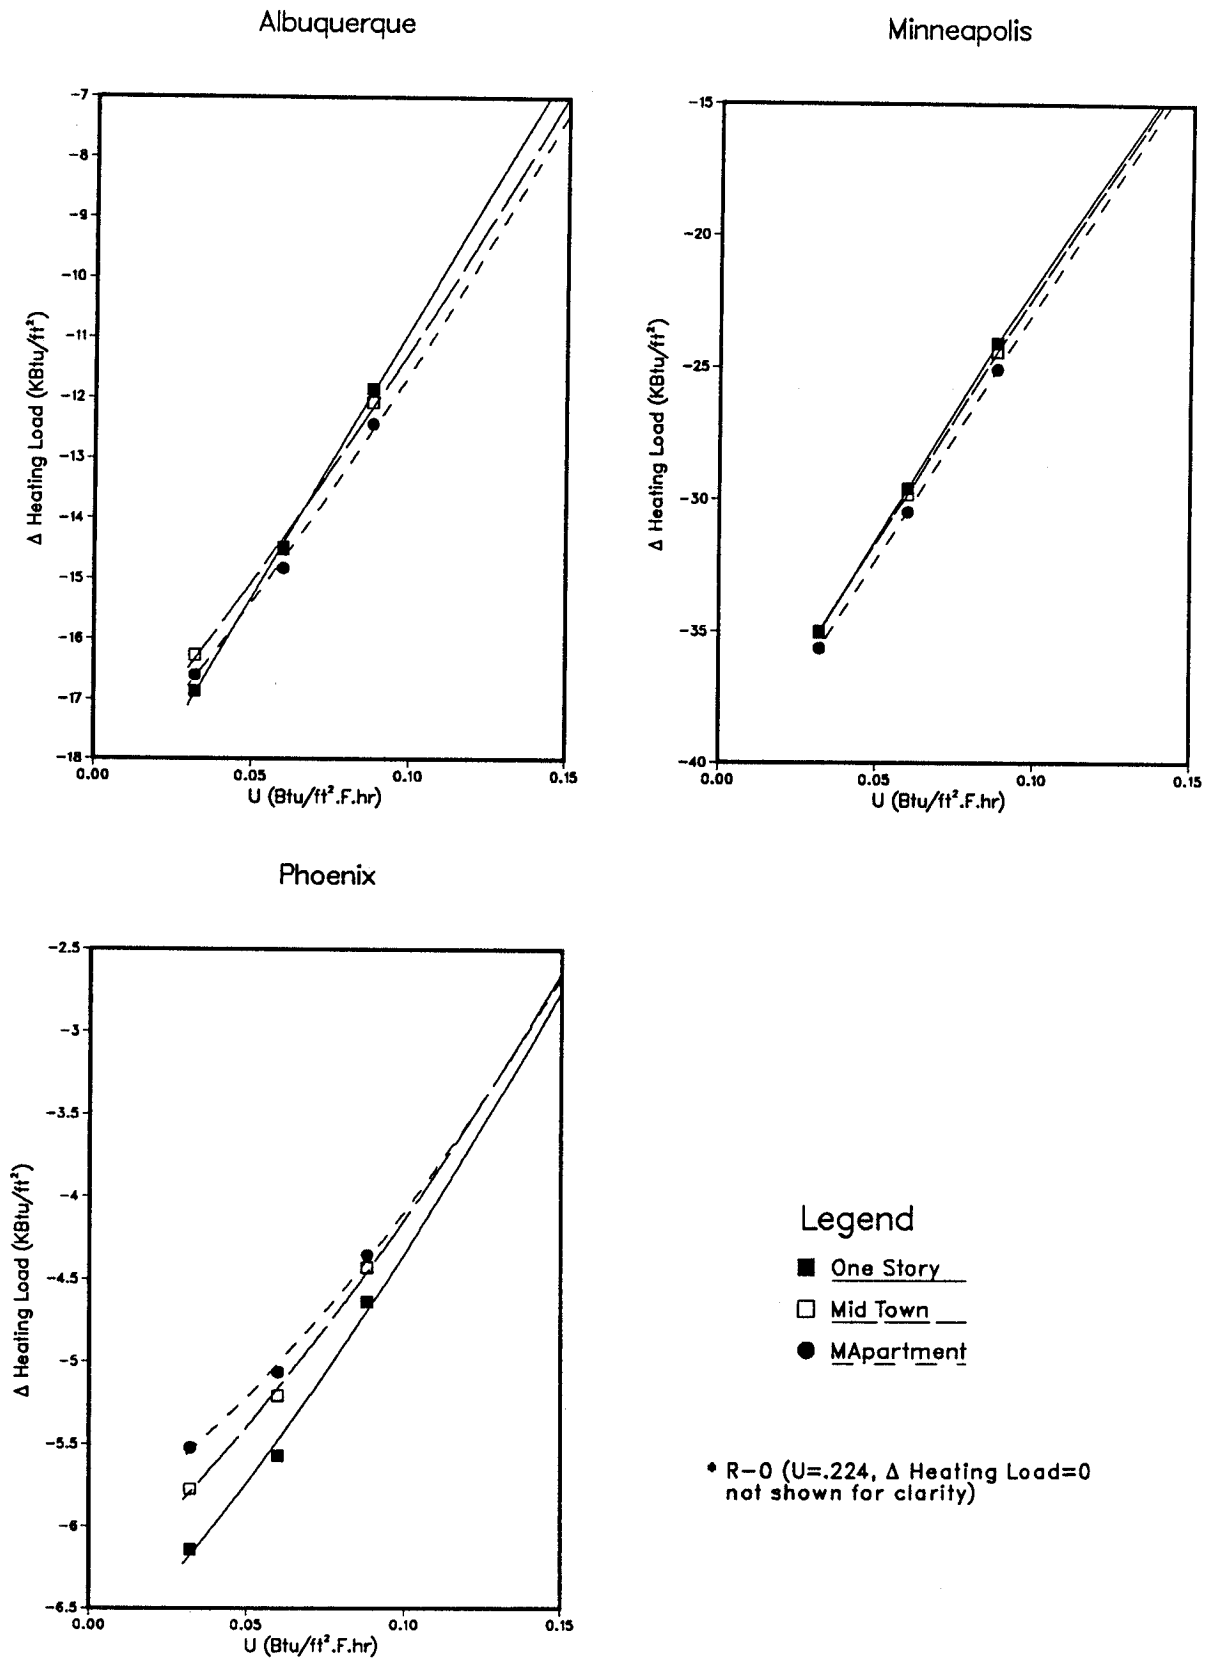 Albuquerque
Minneapolis
-7
-8
-9
-10
-11
-12
-13
-14
-15
-16
-17
-18
Δ Heating Load (KBtu/ft²)
0.00 0.05 0.10 0.15
U (Btu/ft².F.hr)
-15
-20
-25
-30
-35
-40
Δ Heating Load (KBtu/ft²)
0.00 0.05 0.10 0.15
U (Btu/ft².F.hr)
Phoenix
-2.5
-3
-3.5
-4
-4.5
-5
-5.5
-6
-6.5
Δ Heating Load (KBtu/ft²)
0.00 0.05 0.10 0.15
U (Btu/ft².F.hr)
Legend
One Story
Mid Town
MApartment
* R-0 (U=.224, Δ Heating Load=0
not shown for clarity)